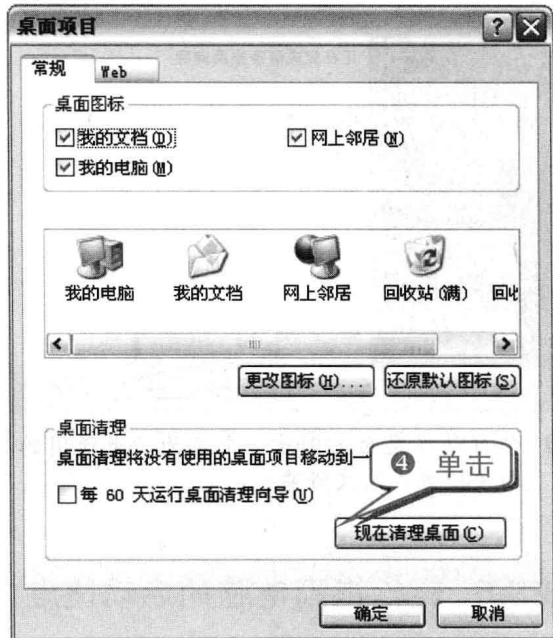 桌面项目
常规 Web
桌面图标
我的文档(D) 网上邻居(N)
我的电脑(M)
我的电脑 我的文档 网上邻居 回收站(满) 回收
更改图标(H)... 还原默认图标(S)
桌面清理
桌面清理将没有使用的桌面项目移动到一
④ 单击
每 60 天运行桌面清理向导(U)
现在清理桌面(C)
确定 取消